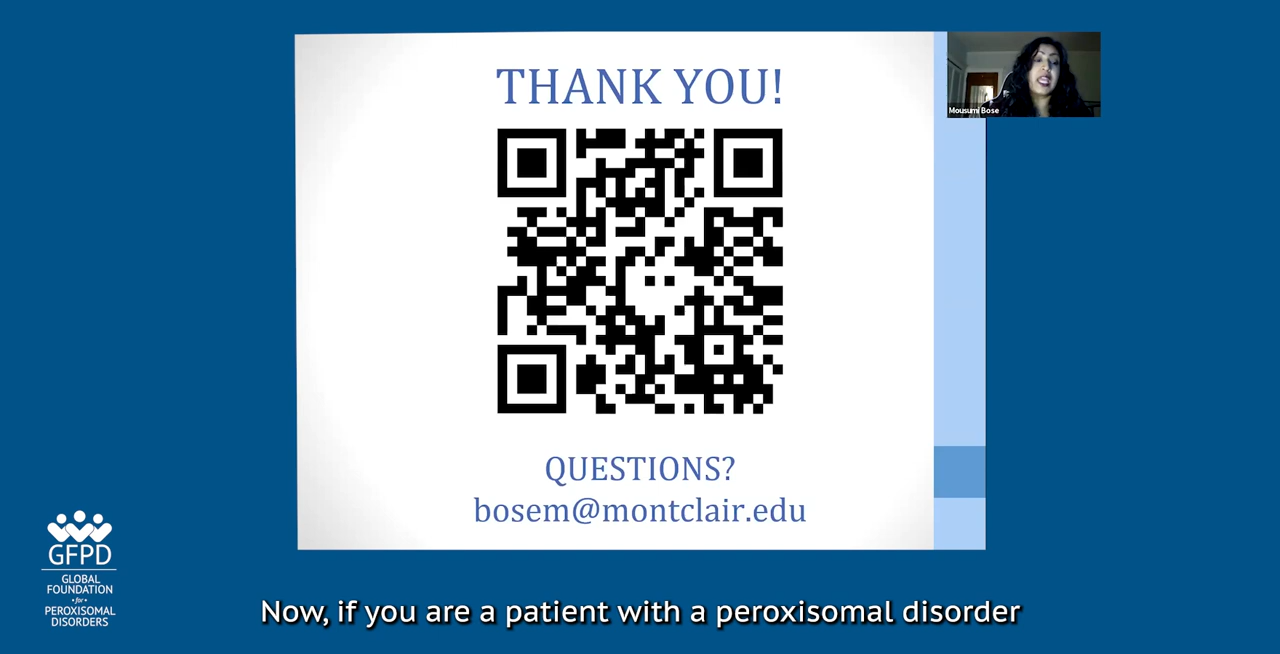 THANK YOU!
Mousumi Bose
QUESTIONS?
bosem@montclair.edu
GFPD
GLOBAL
FOUNDATION
for
PEROXISOMAL
DISORDERS
Now, if you are a patient with a peroxisomal disorder